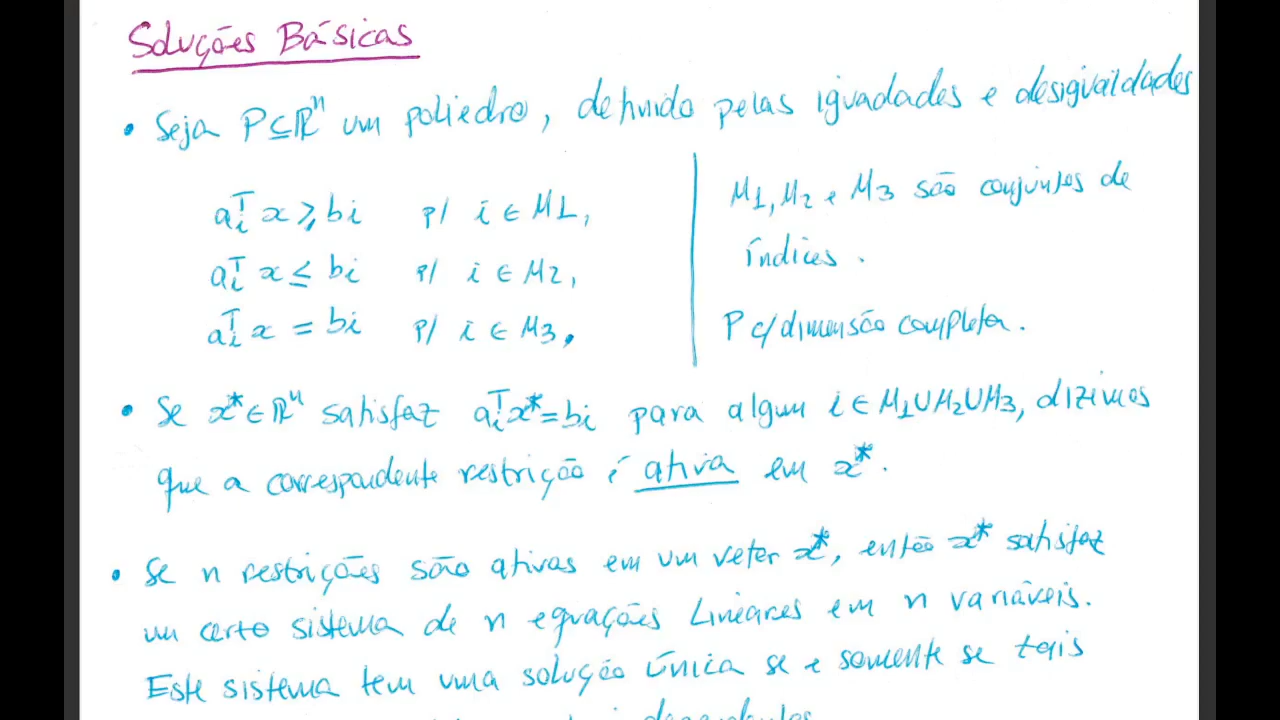 Soluções Básicas
• Seja P⊆ℝⁿ um poliedro, definido pelas iguadades e desigualdades
aᵢᵀx ≥ bi p/ i ∈ M1,
aᵢᵀx ≤ bi p/ i ∈ M2,
aᵢᵀx = bi p/ i ∈ M3,
M1, M2 e M3 são conjuntos de
índices.
P c/dimensão completa.
• Se x*∈ℝⁿ satisfaz aᵢᵀx*=bi para algum i∈M1∪M2∪M3, dizimos
que a correspondente restrição é ativa em x*.
• Se n restrições são ativas em um vetor x*, então x* satisfaz
um certo sistema de n equações Lineares em n variáveis.
Este sistema tem uma solução única se e somente se tais